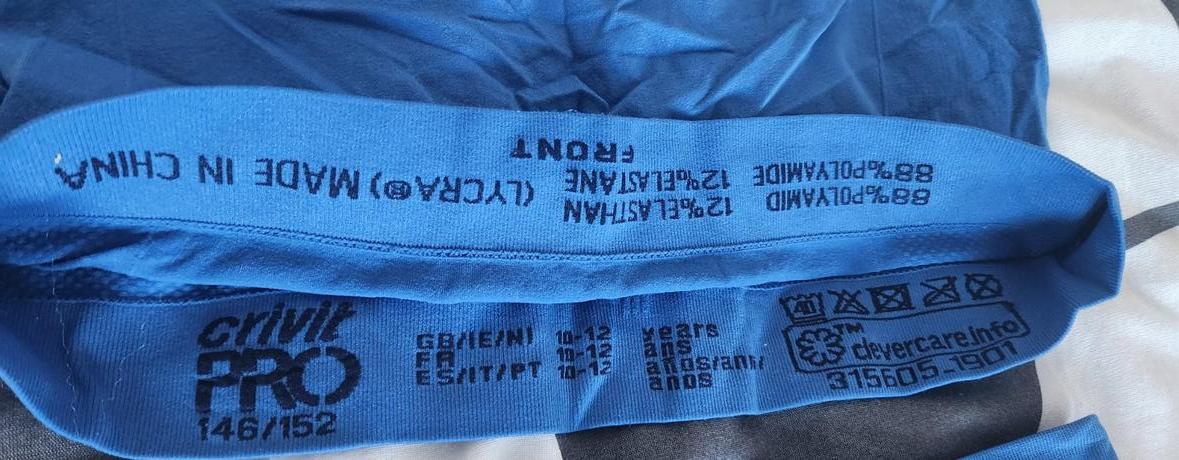 88%POLYAMID 12%ELASTHAN
88%POLYAMIDE 12%ELASTANE (LYCRA®) MADE IN CHINA
FRONT
crivit
PRO
146/152
GB/IE/NI 10-12 years
FR 10-12 ans
ES/IT/PT 10-12 años/anni/
anos
40
™ clevercare.info
315605-1901